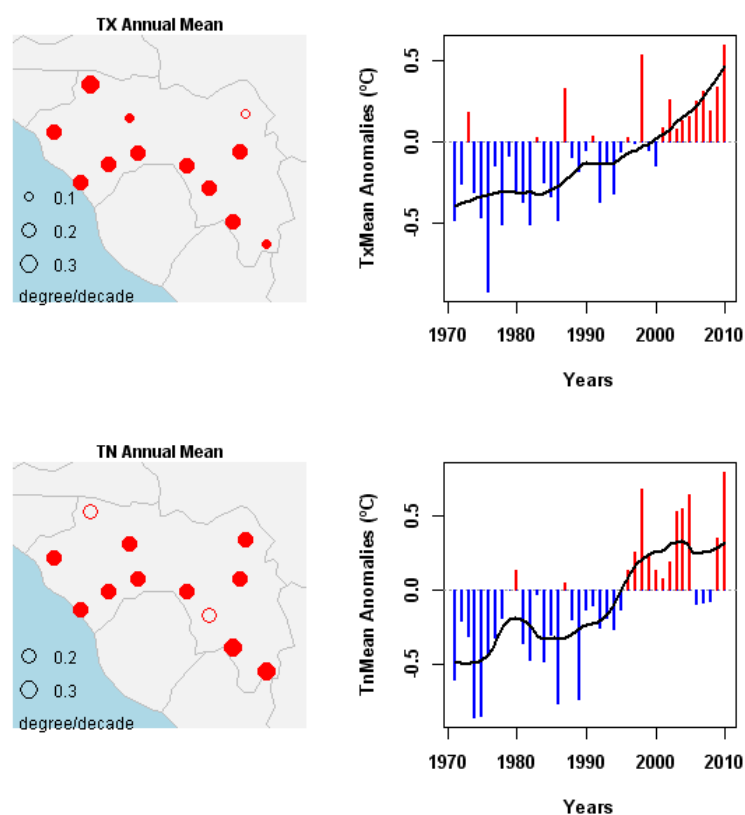 TX Annual Mean
0.1
0.2
0.3
degree/decade
TxMean Anomalies (ºC)
0.5
0.0
-0.5
1970 1980 1990 2000 2010
Years
TN Annual Mean
0.2
0.3
degree/decade
TnMean Anomalies (ºC)
0.5
0.0
-0.5
1970 1980 1990 2000 2010
Years